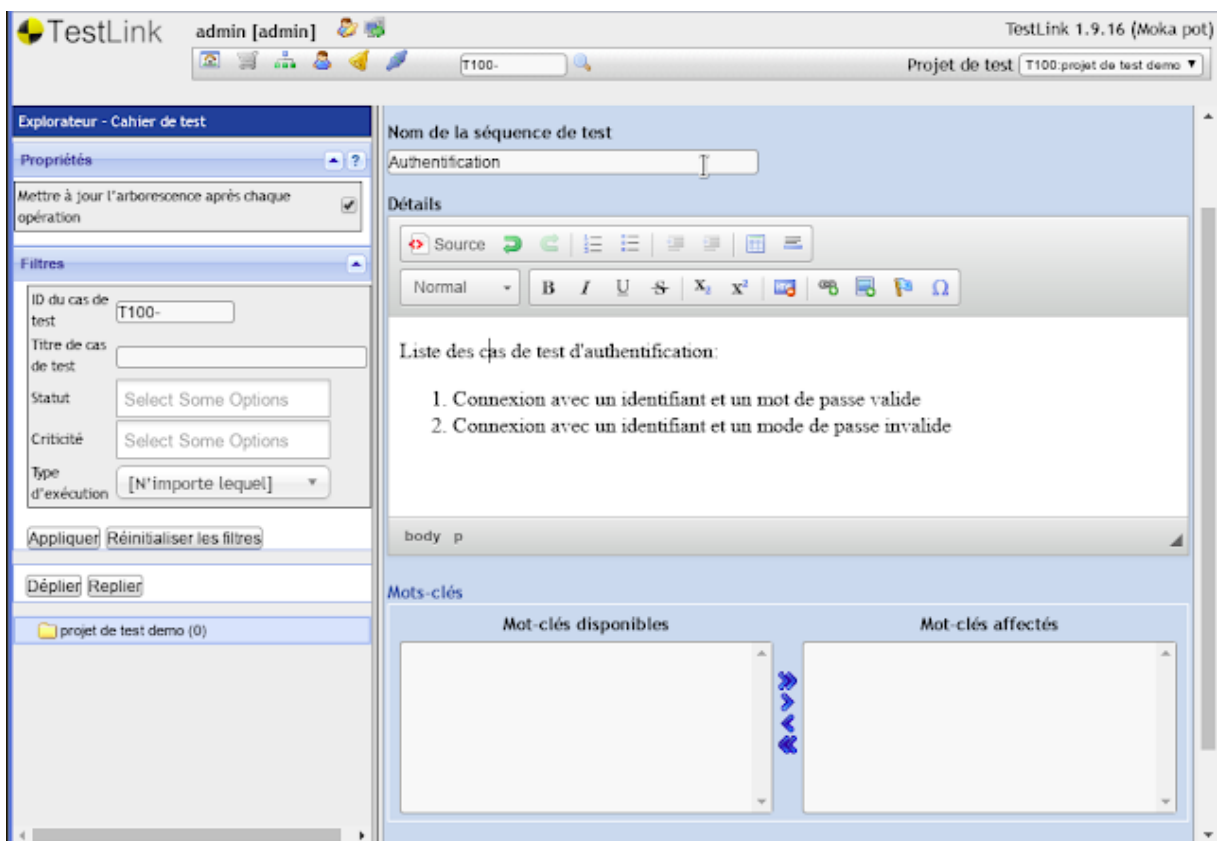 TestLink
admin [admin]
TestLink 1.9.16 (Moka pot)
T100-
Projet de test T100:projet de test demo
Explorateur - Cahier de test
Propriétés
?
Mettre à jour l'arborescence après chaque
opération
Filtres
ID du cas de
test
T100-
Titre de cas
de test
Statut
Select Some Options
Criticité
Select Some Options
Type
d'exécution
[N'importe lequel]
Appliquer Réinitialiser les filtres
Déplier Replier
projet de test demo (0)
Nom de la séquence de test
Authentification
Détails
Source
Normal B I U S X₂ X² Ω
Liste des cas de test d'authentification:
1. Connexion avec un identifiant et un mot de passe valide
2. Connexion avec un identifiant et un mode de passe invalide
body p
Mots-clés
Mot-clés disponibles
Mot-clés affectés